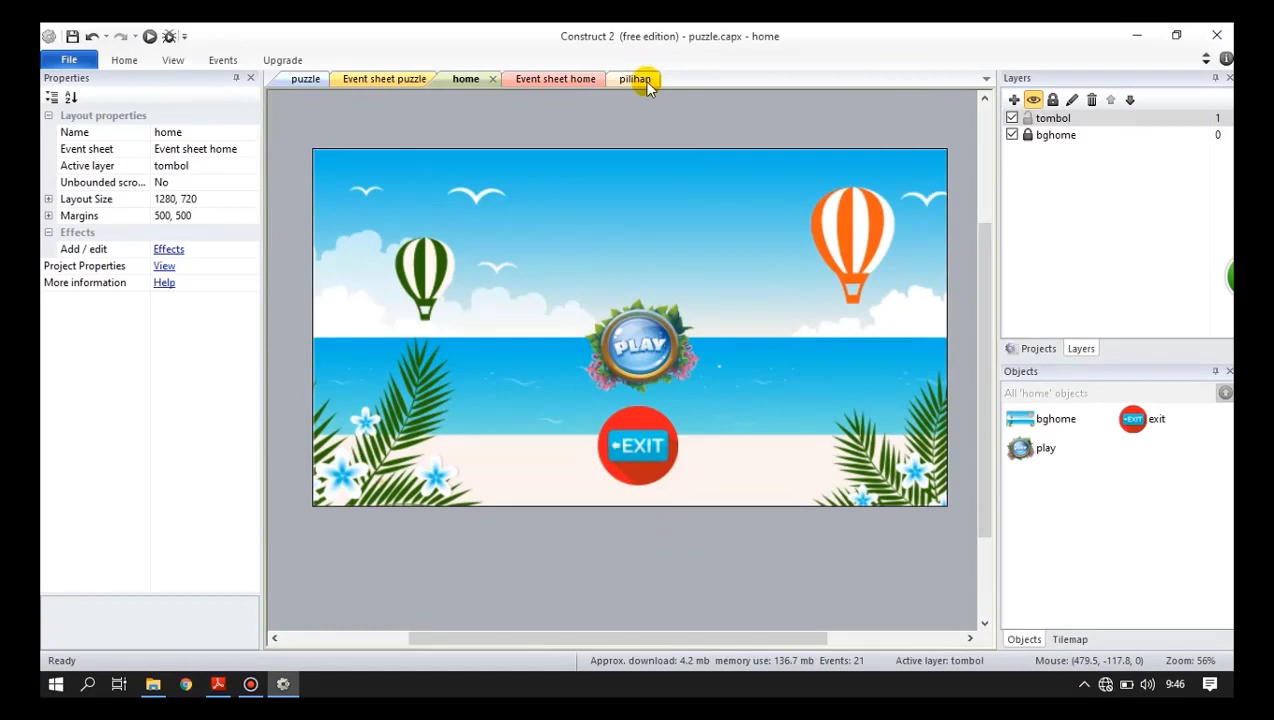 Construct 2 (free edition) - puzzle.capx - home
File Home View Events Upgrade
Properties
puzzle Event sheet puzzle home Event sheet home pilihan
Layers
Layout properties
Name home
Event sheet Event sheet home
Active layer tombol
Unbounded scro... No
Layout Size 1280, 720
Margins 500, 500
Effects
Add / edit Effects
Project Properties View
More information Help
tombol 1
bghome 0
PLAY
EXIT
Projects Layers
Objects
All 'home' objects
bghome exit
play
Objects Tilemap
Ready Approx. download: 4.2 mb memory use: 136.7 mb Events: 21 Active layer: tombol Mouse: (479.5, -117.8, 0) Zoom: 56%
9:46